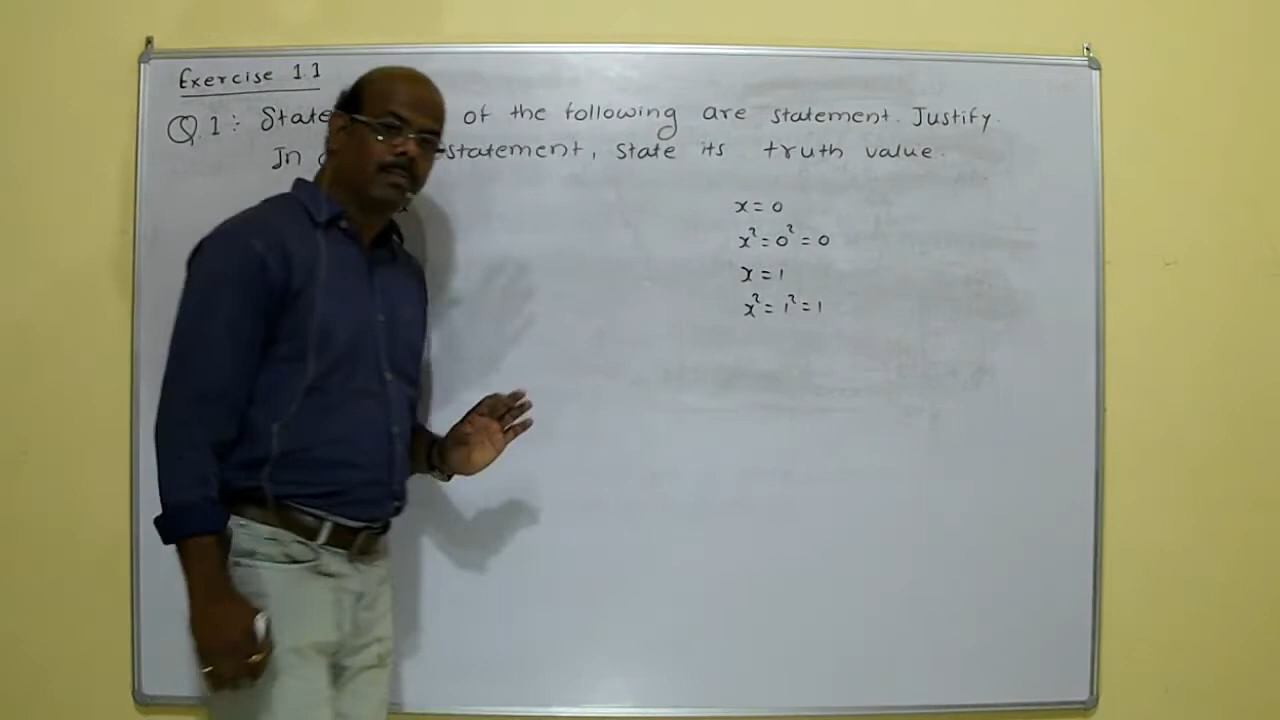 Exercise 1.1
Q.1: State of the following are statement. Justify.
In statement, state its truth value.
x = 0
x² = 0² = 0
x = 1
x² = 1² = 1